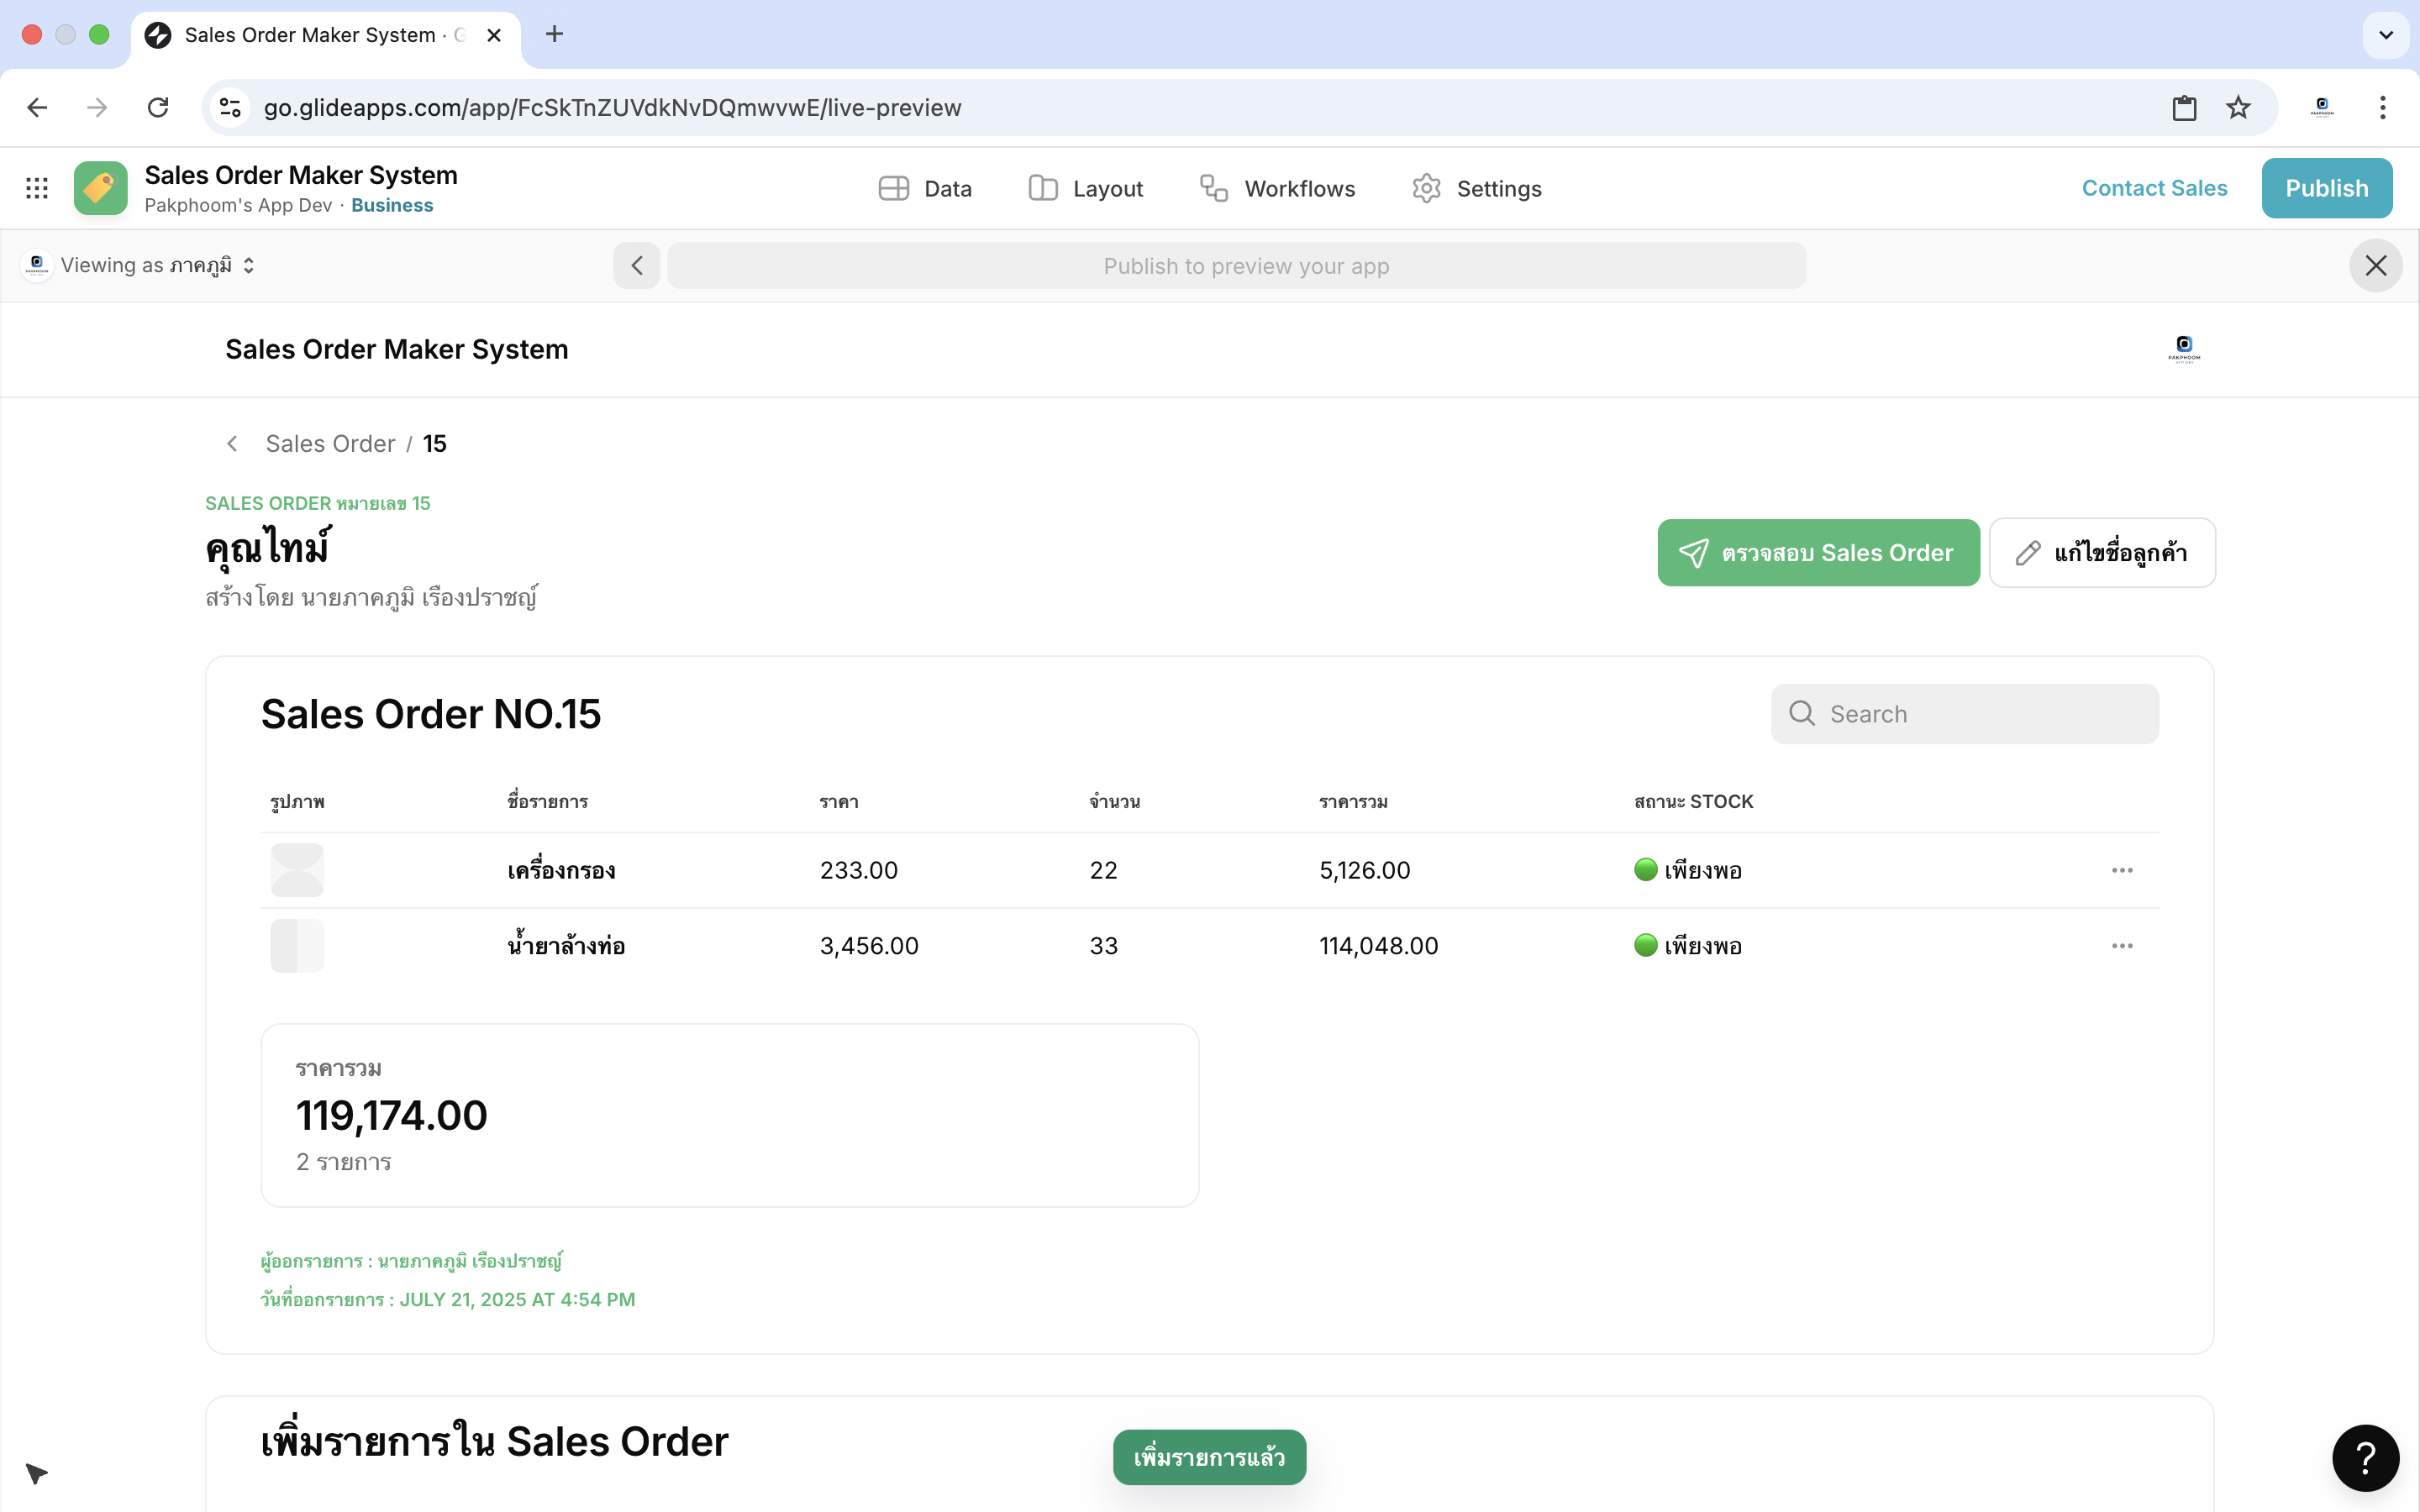 Sales Order Maker System · G
go.glideapps.com/app/FcSkTnZUVdkNvDQmwvwE/live-preview
Sales Order Maker System
Pakphoom's App Dev · Business
Data
Layout
Workflows
Settings
Contact Sales
Publish
Viewing as ภาคภูมิ
Publish to preview your app
Sales Order Maker System
PAKPHOOM
Sales Order / 15
SALES ORDER หมายเลข 15
คุณไทม์
สร้างโดย นายภาคภูมิ เรืองปราชญ์
ตรวจสอบ Sales Order
แก้ไขชื่อลูกค้า
Sales Order NO.15
Search
รูปภาพ ชื่อรายการ ราคา จำนวน ราคารวม สถานะ STOCK
เครื่องกรอง 233.00 22 5,126.00 เพียงพอ
น้ำยาล้างท่อ 3,456.00 33 114,048.00 เพียงพอ
ราคารวม
119,174.00
2 รายการ
ผู้ออกรายการ : นายภาคภูมิ เรืองปราชญ์
วันที่ออกรายการ : JULY 21, 2025 AT 4:54 PM
เพิ่มรายการใน Sales Order
เพิ่มรายการแล้ว
?